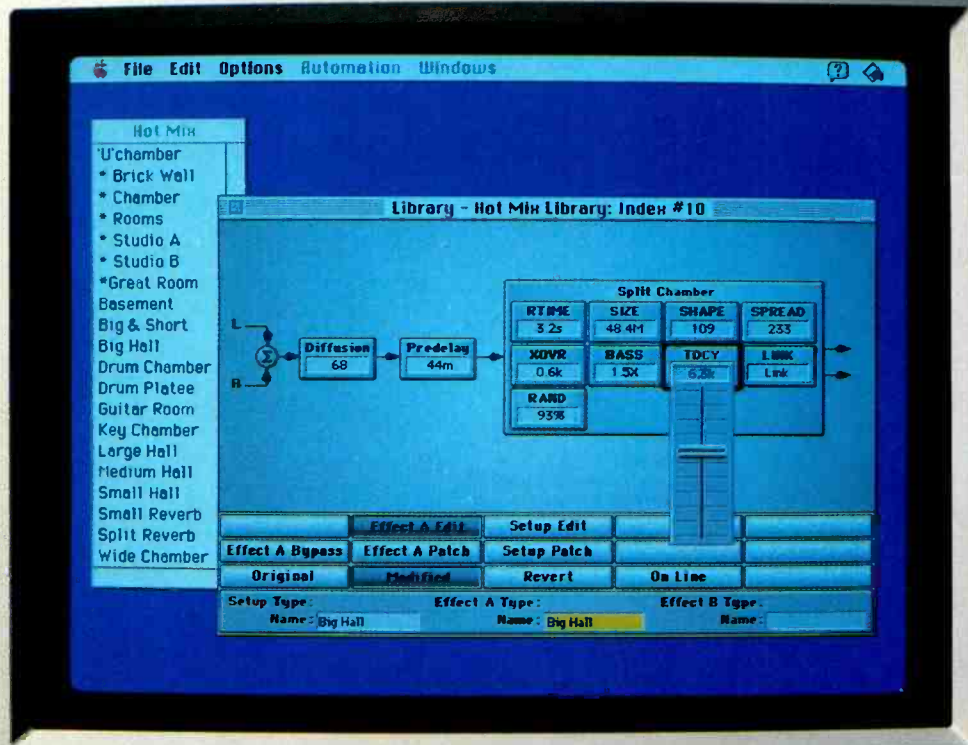 File Edit Options Automation Windows
Hot Mix
'U'chamber
* Brick Wall
* Chamber
* Rooms
* Studio A
* Studio B
*Great Room
Basement
Big & Short
Big Hall
Drum Chamber
Drum Platee
Guitar Room
Key Chamber
Large Hall
Medium Hall
Small Hall
Small Reverb
Split Reverb
Wide Chamber
Library - Hot Mix Library: Index #10
L
R
Σ
Diffusion
68
Predelay
44m
Split Chamber
RTIME SIZE SHAPE SPREAD
3.2s 48.4M 109 233
XOVR BASS TDCY LINK
0.6k 1.5X Link
RAND
93%
Effect A Edit Setup Edit
Effect A Bypass Effect A Patch Setup Patch
Original Modified Revert On Line
Setup Type: Effect A Type: Effect B Type:
Name: Big Hall Name: Big Hall Name: